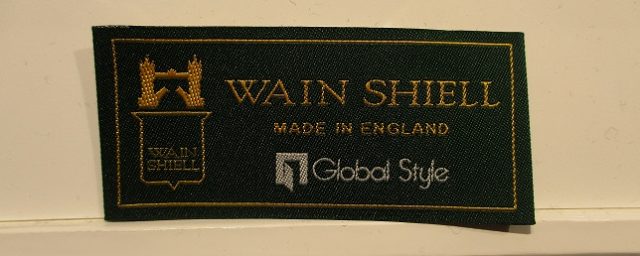 WAIN SHIELL
MADE IN ENGLAND
WAIN
SHIELL
Global Style